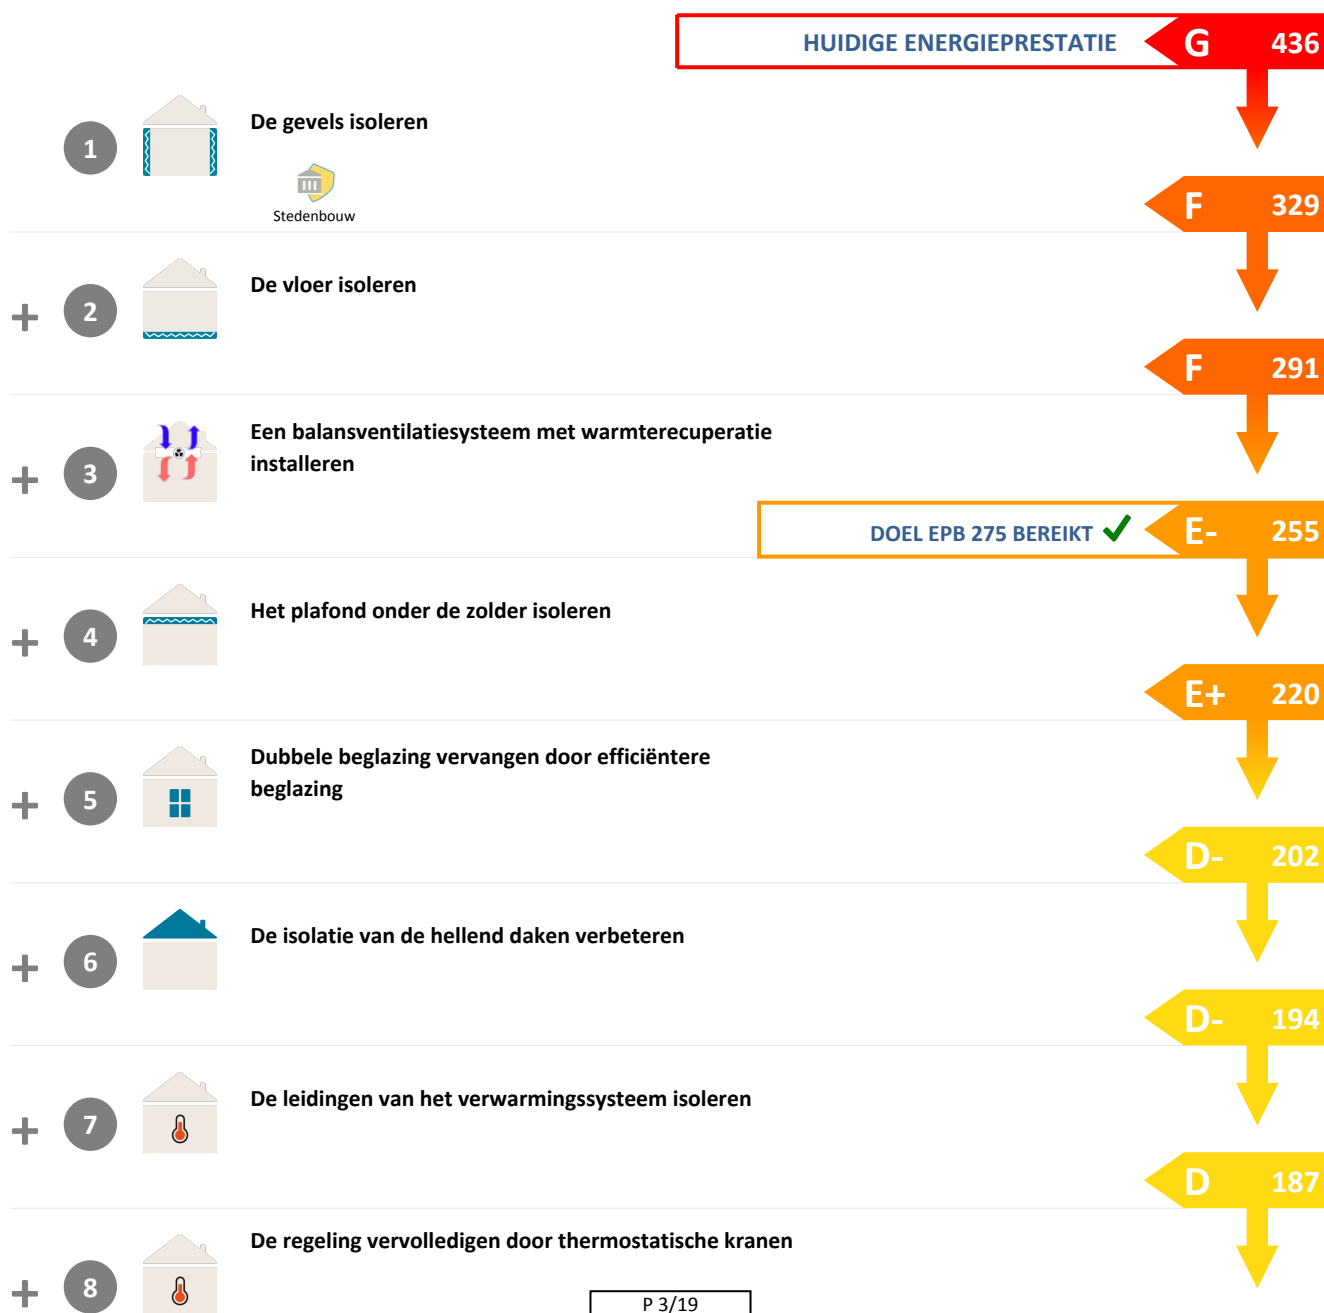 HUIDIGE ENERGIEPRESTATIE G 436
1 De gevels isoleren
Stedenbouw
F 329
+ 2 De vloer isoleren
F 291
+ 3 Een balansventilatiesysteem met warmterecuperatie
installeren
DOEL EPB 275 BEREIKT ✓ E- 255
+ 4 Het plafond onder de zolder isoleren
E+ 220
+ 5 Dubbele beglazing vervangen door efficiëntere
beglazing
D- 202
+ 6 De isolatie van de hellend daken verbeteren
D- 194
+ 7 De leidingen van het verwarmingssysteem isoleren
D 187
+ 8 De regeling vervolledigen door thermostatische kranen
P 3/19